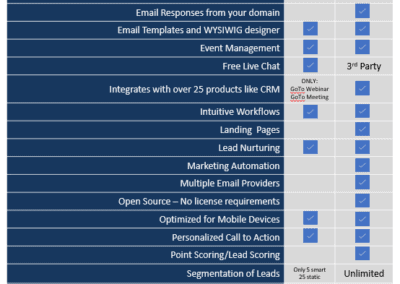 Email Responses from your domain
Email Templates and WYSIWIG designer
Event Management
Free Live Chat
3rd Party
Integrates with over 25 products like CRM
ONLY:
GoTo Webinar
GoTo Meeting
Intuitive Workflows
Landing Pages
Lead Nurturing
Marketing Automation
Multiple Email Providers
Open Source – No license requirements
Optimized for Mobile Devices
Personalized Call to Action
Point Scoring/Lead Scoring
Segmentation of Leads
Only 5 smart
25 static
Unlimited